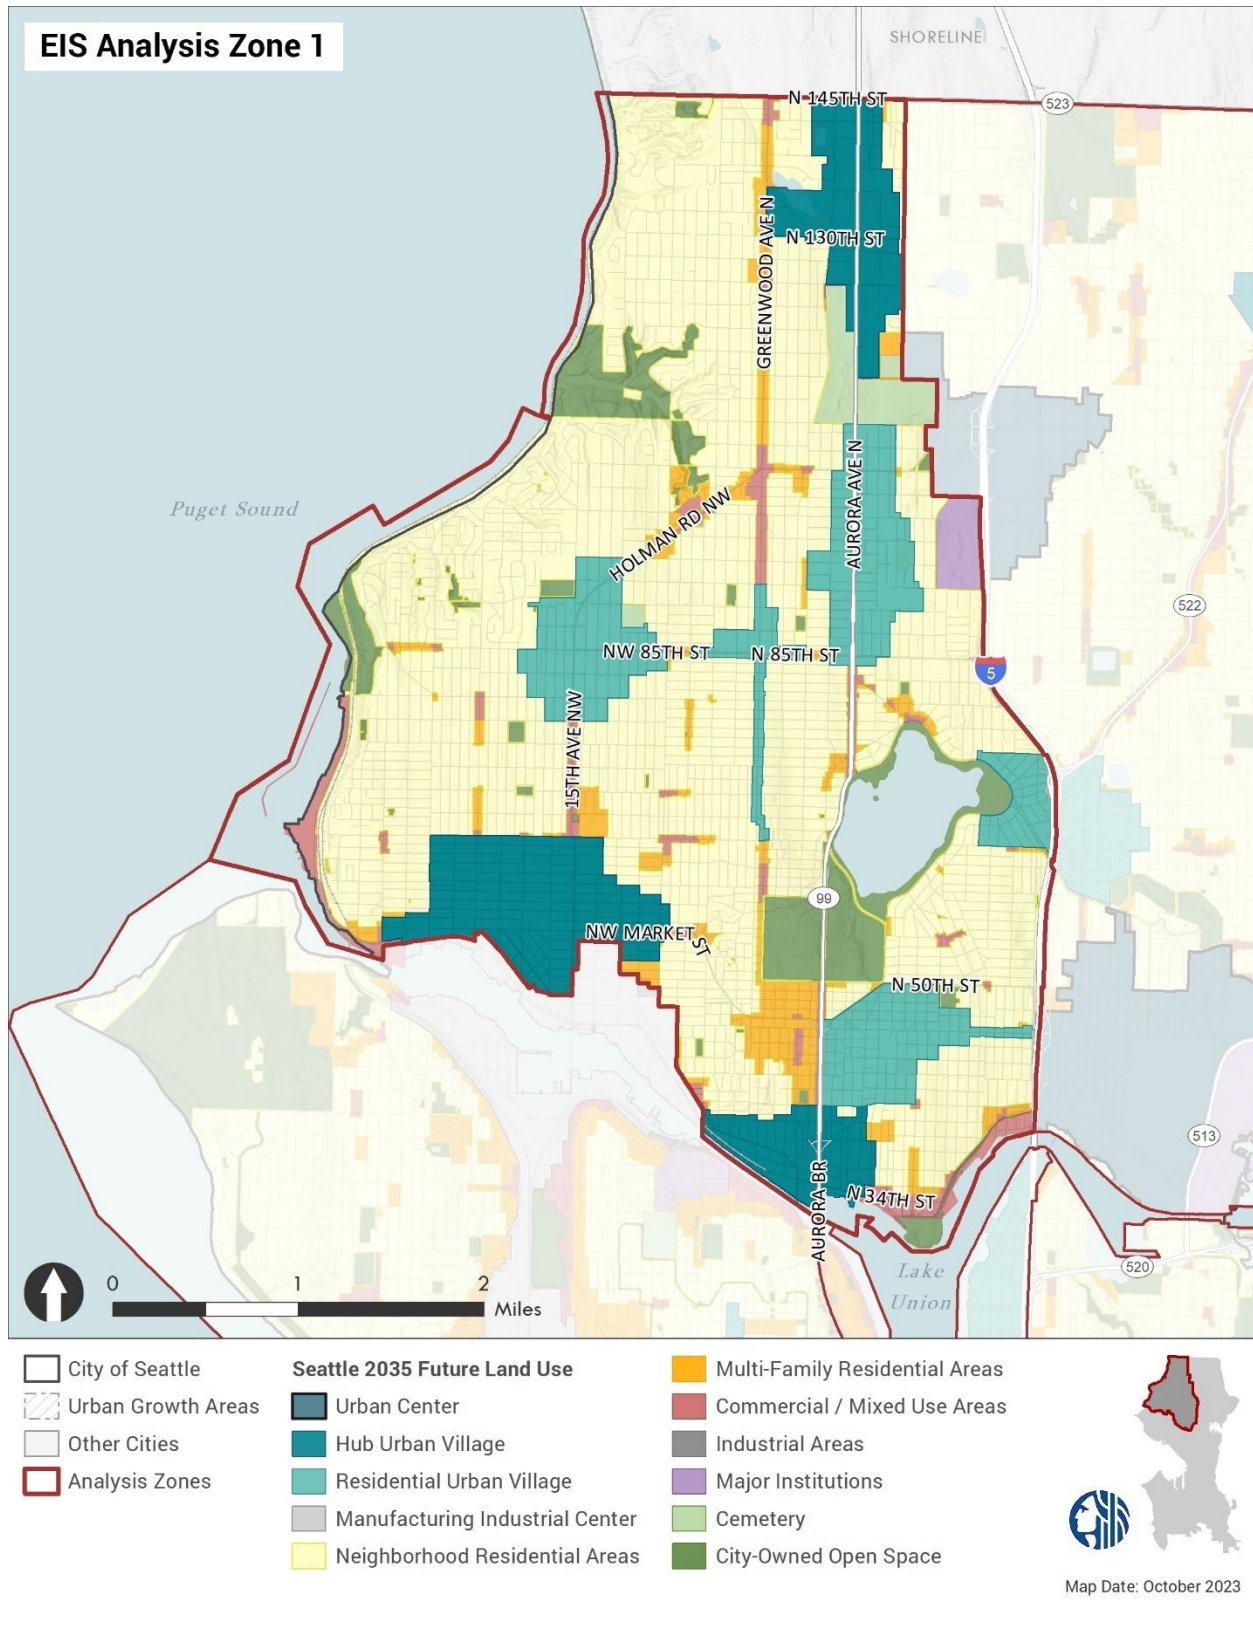 EIS Analysis Zone 1
SHORELINE
N 145TH ST
523
GREENWOOD AVE N
N 130TH ST
AURORA AVE N
Puget Sound
HOLMAN RD NW
522
NW 85TH ST
N 85TH ST
5
15TH AVE NW
99
NW MARKET ST
N 50TH ST
513
AURORA BR
N 34TH ST
520
Lake
Union
0 1 2
Miles
City of Seattle
Urban Growth Areas
Other Cities
Analysis Zones
Seattle 2035 Future Land Use
Urban Center
Hub Urban Village
Residential Urban Village
Manufacturing Industrial Center
Neighborhood Residential Areas
Multi-Family Residential Areas
Commercial / Mixed Use Areas
Industrial Areas
Major Institutions
Cemetery
City-Owned Open Space
Map Date: October 2023